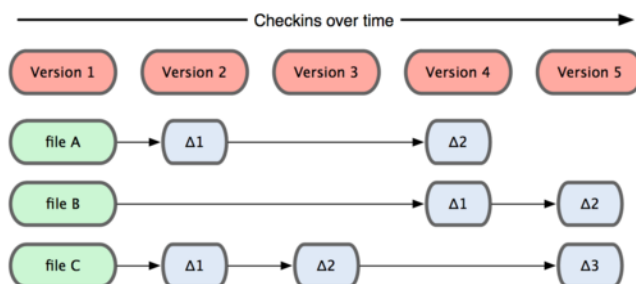 Checkins over time
Version 1 Version 2 Version 3 Version 4 Version 5
file A Δ1 Δ2
file B Δ1 Δ2
file C Δ1 Δ2 Δ3